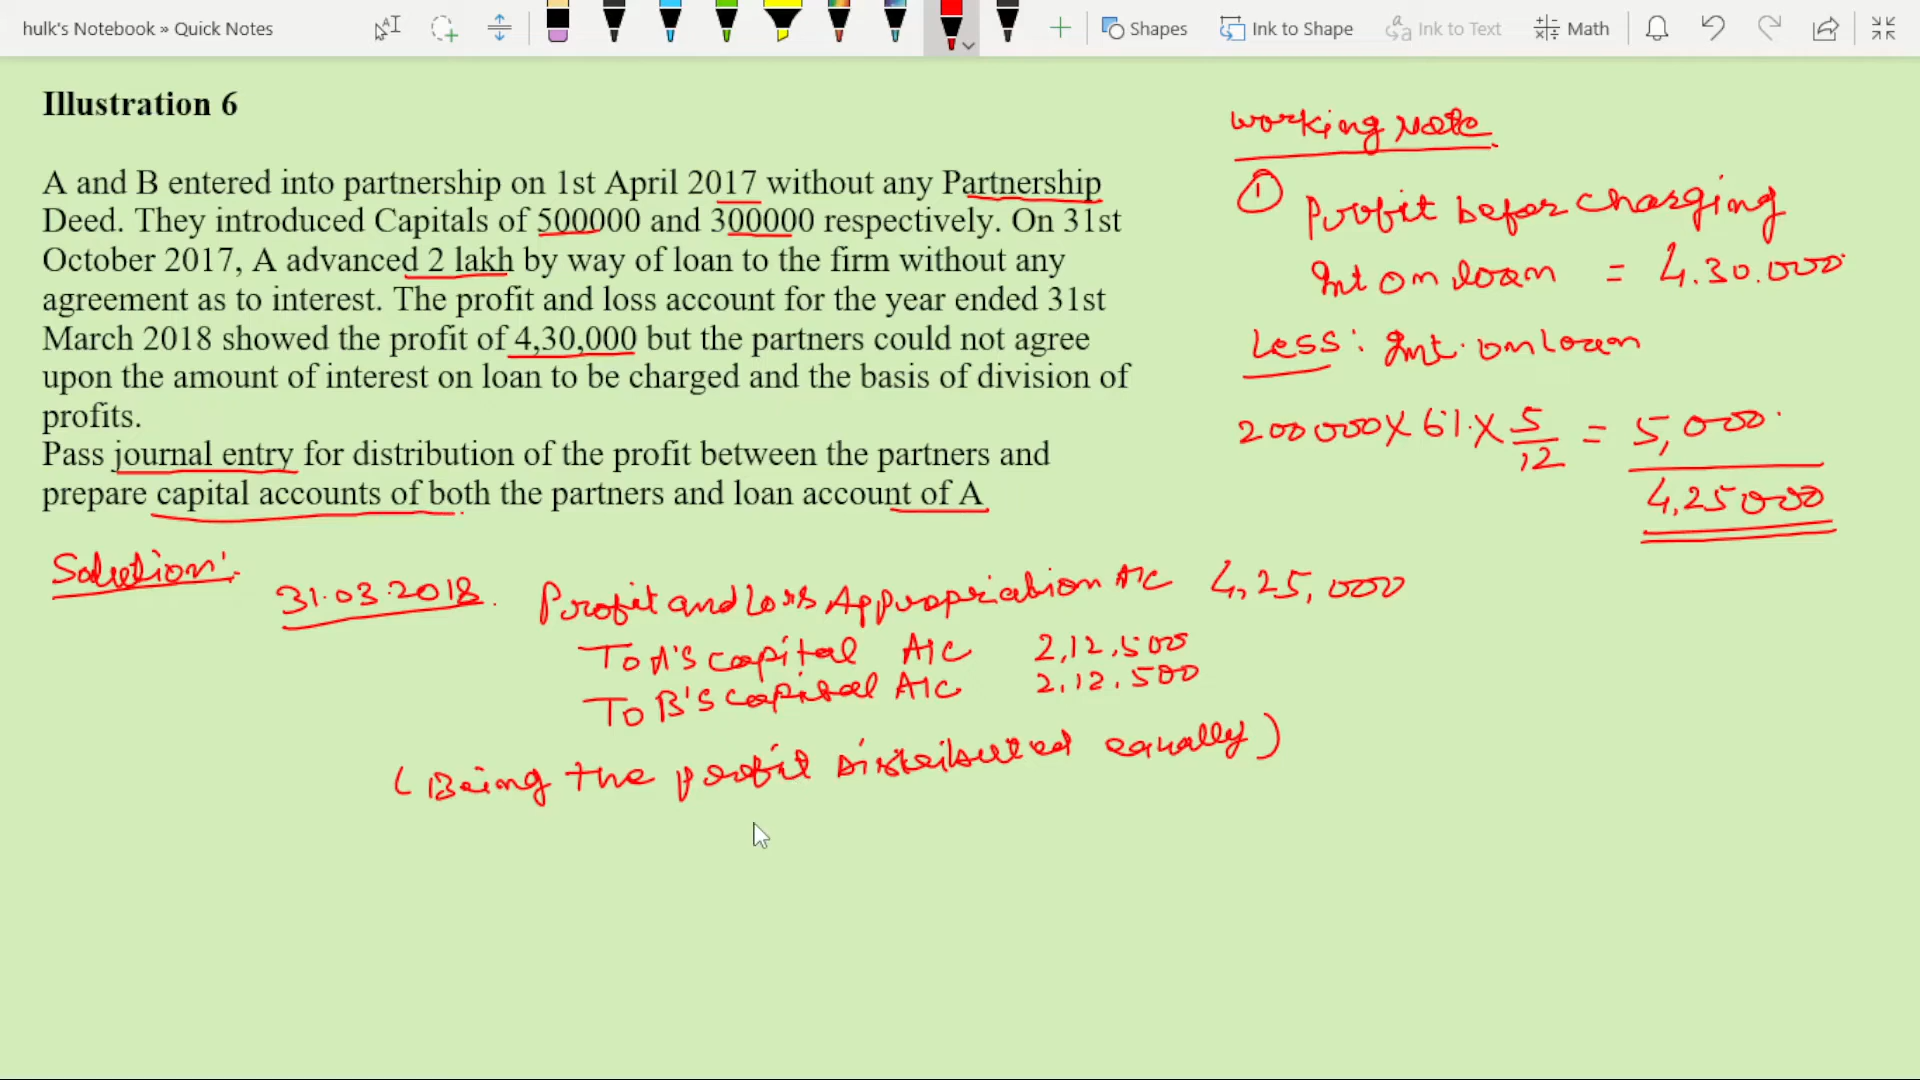 hulk's Notebook » Quick Notes
Shapes
Ink to Shape
Ink to Text
Math
Illustration 6
A and B entered into partnership on 1st April 2017 without any Partnership
Deed. They introduced Capitals of 500000 and 300000 respectively. On 31st
October 2017, A advanced 2 lakh by way of loan to the firm without any
agreement as to interest. The profit and loss account for the year ended 31st
March 2018 showed the profit of 4,30,000 but the partners could not agree
upon the amount of interest on loan to be charged and the basis of division of
profits.
Pass journal entry for distribution of the profit between the partners and
prepare capital accounts of both the partners and loan account of A
working Note
① Profit befor charging
Int on loan = 4.30.000
Less: Int. on loan
200000 X 6%. X 5/12 = 5,000
4,25000
Solution:
31.03.2018. Profit and Loss Appropriation A/c 4,25,000
To A's capital A/c 2,12,500
To B's capital A/c 2,12,500
(Being the profit distributed equally)